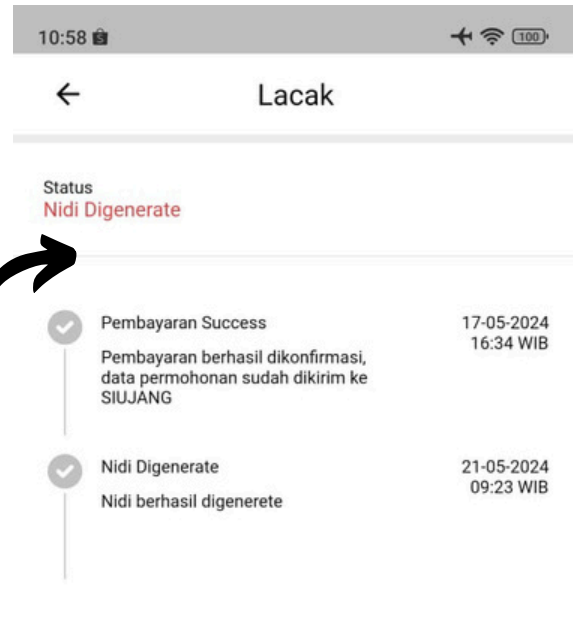 10:58
100
Lacak
Status
Nidi Digenerate
Pembayaran Success
17-05-2024
16:34 WIB
Pembayaran berhasil dikonfirmasi,
data permohonan sudah dikirim ke
SIUJANG
Nidi Digenerate
21-05-2024
09:23 WIB
Nidi berhasil digenerete